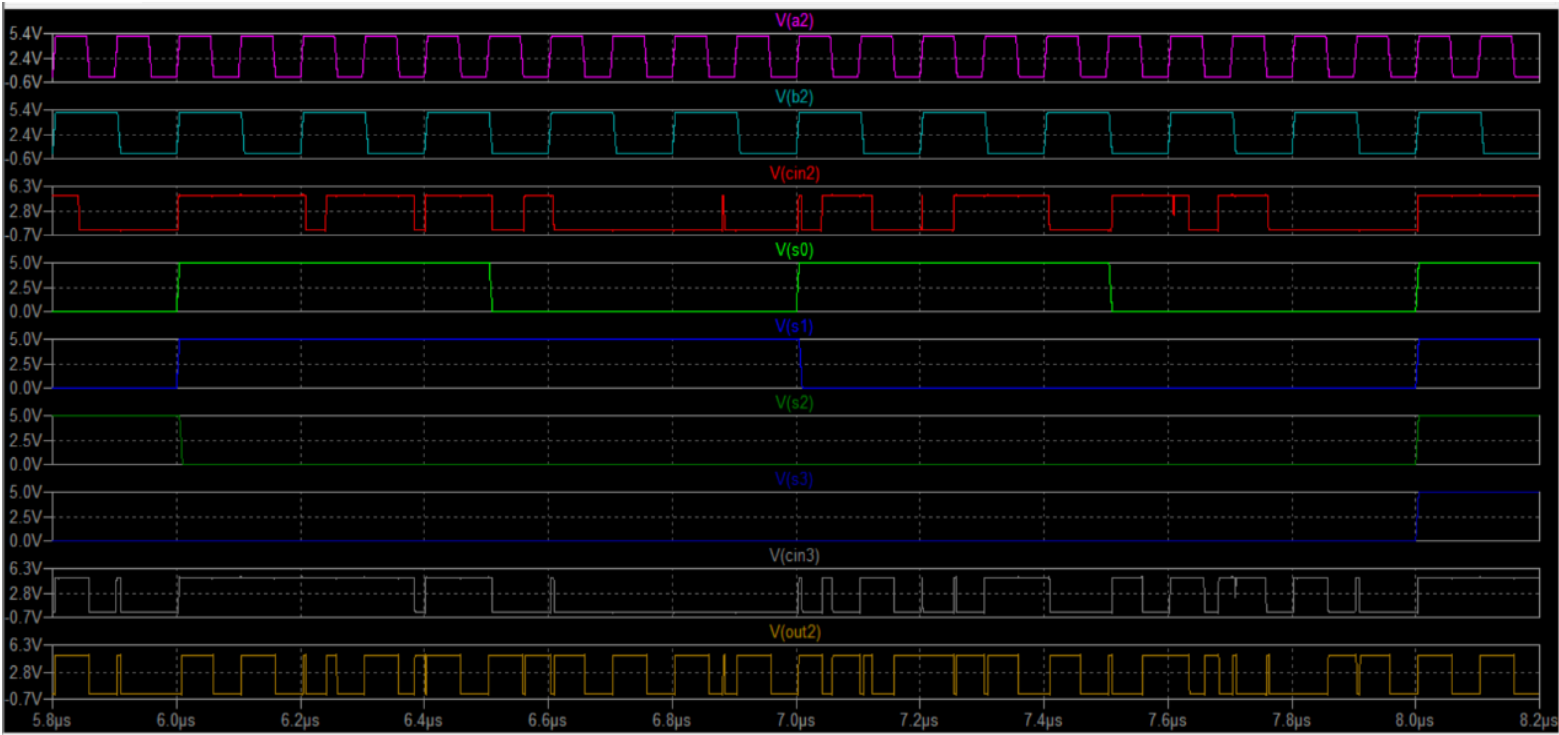 V(a2)
5.4V
2.4V
-0.6V
V(b2)
5.4V
2.4V
-0.6V
V(cin2)
6.3V
2.8V
-0.7V
V(s0)
5.0V
2.5V
0.0V
V(s1)
5.0V
2.5V
0.0V
V(s2)
5.0V
2.5V
0.0V
V(s3)
5.0V
2.5V
0.0V
V(cin3)
6.3V
2.8V
-0.7V
V(out2)
6.3V
2.8V
-0.7V
5.8µs 6.0µs 6.2µs 6.4µs 6.6µs 6.8µs 7.0µs 7.2µs 7.4µs 7.6µs 7.8µs 8.0µs 8.2µs